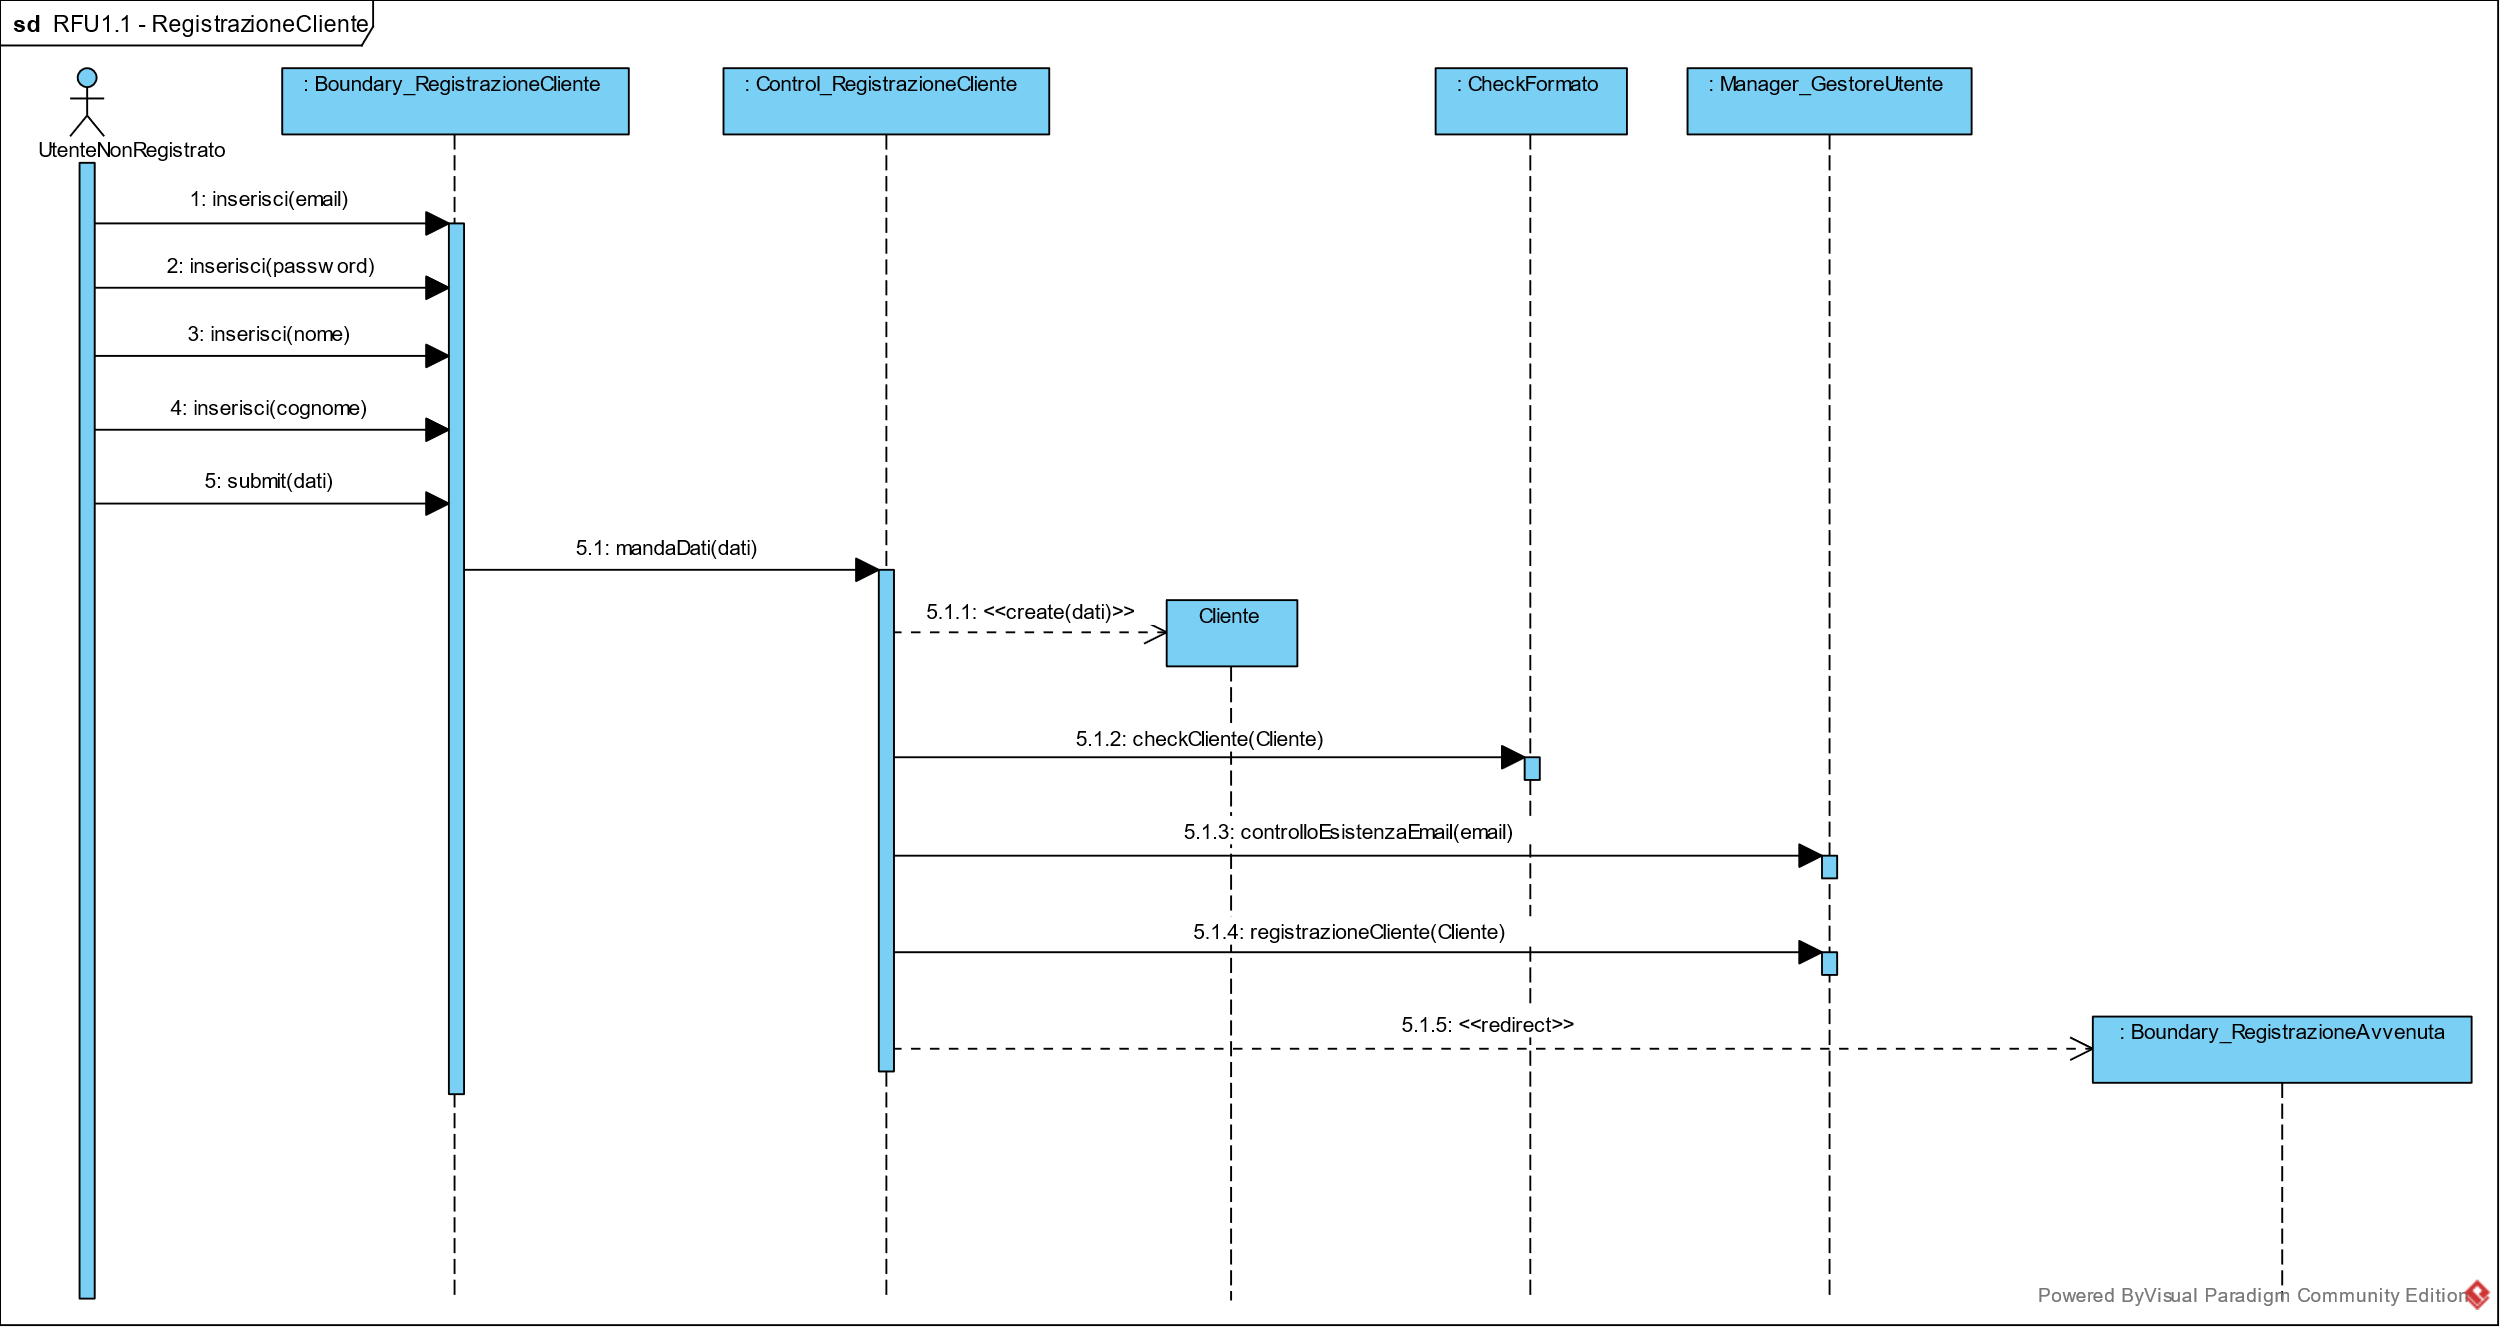 sd RFU1.1 - RegistrazioneCliente
: Boundary_RegistrazioneCliente
: Control_RegistrazioneCliente
: CheckFormato
: Manager_GestoreUtente
UtenteNonRegistrato
1: inserisci(email)
2: inserisci(password)
3: inserisci(nome)
4: inserisci(cognome)
5: submit(dati)
5.1: mandaDati(dati)
5.1.1: <<create(dati)>>
Cliente
5.1.2: checkCliente(Cliente)
5.1.3: controlloEsistenzaEmail(email)
5.1.4: registrazioneCliente(Cliente)
5.1.5: <<redirect>>
: Boundary_RegistrazioneAvvenuta
Powered By Visual Paradigm Community Edition